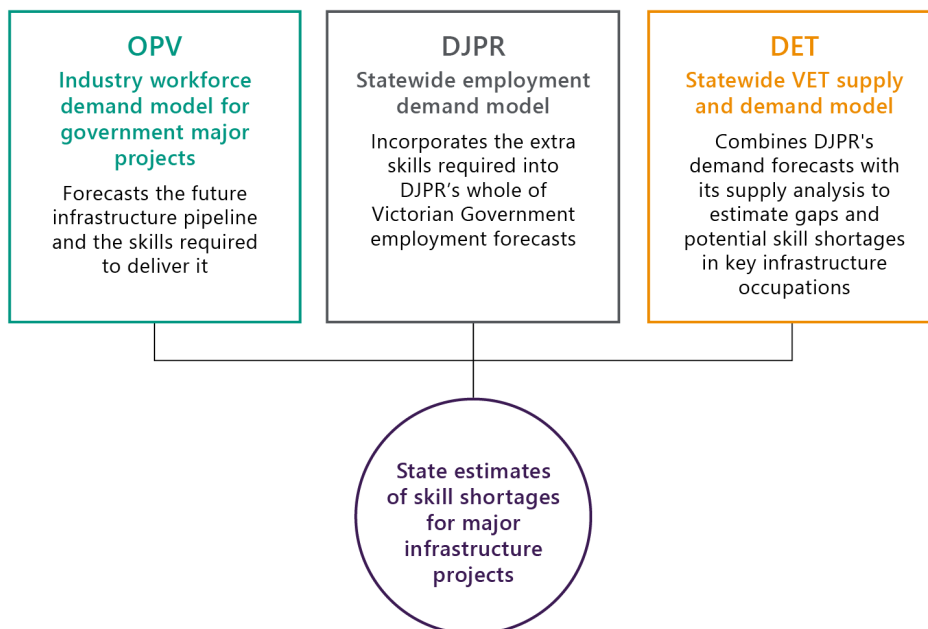 OPV
Industry workforce
demand model for
government major
projects
Forecasts the future
infrastructure pipeline
and the skills required
to deliver it
DJPR
Statewide employment
demand model
Incorporates the extra
skills required into
DJPR’s whole of
Victorian Government
employment forecasts
DET
Statewide VET supply
and demand model
Combines DJPR's
demand forecasts with
its supply analysis to
estimate gaps and
potential skill shortages
in key infrastructure
occupations
State estimates
of skill shortages
for major
infrastructure
projects